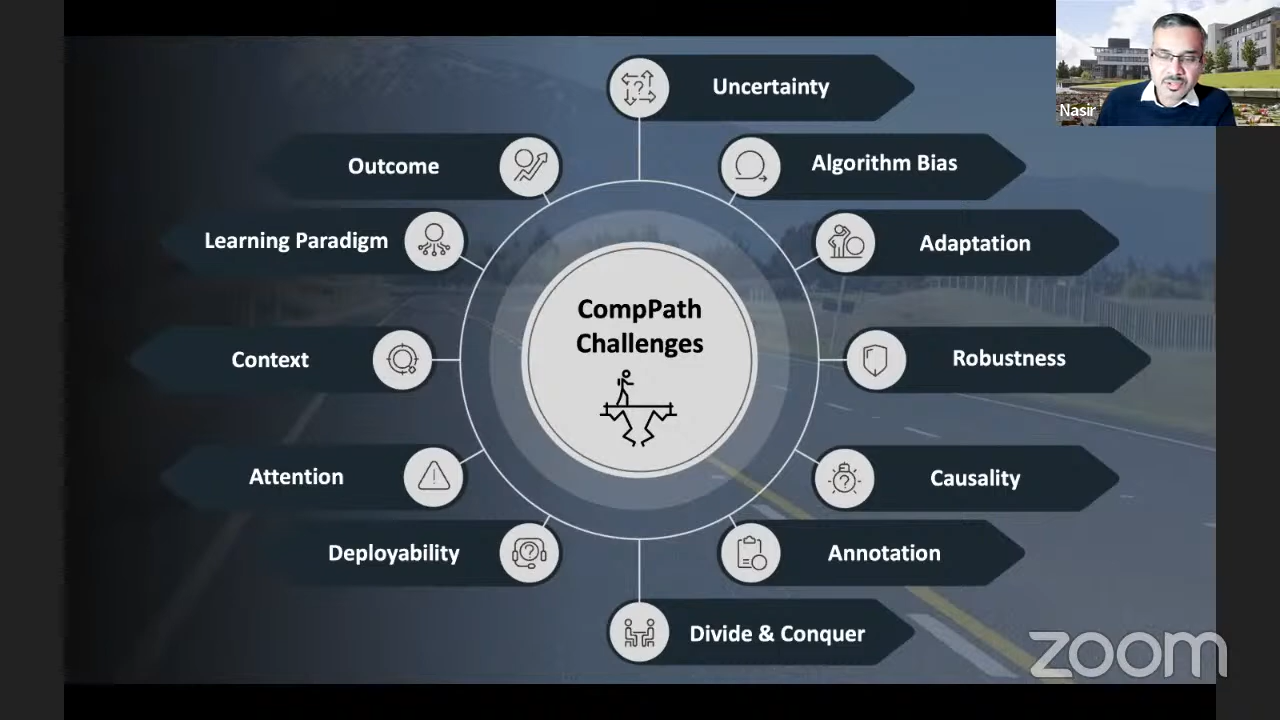 Nasir
Uncertainty
Outcome
Algorithm Bias
Learning Paradigm
Adaptation
CompPath
Challenges
Context
Robustness
Attention
Causality
Deployability
Annotation
Divide & Conquer
zoom